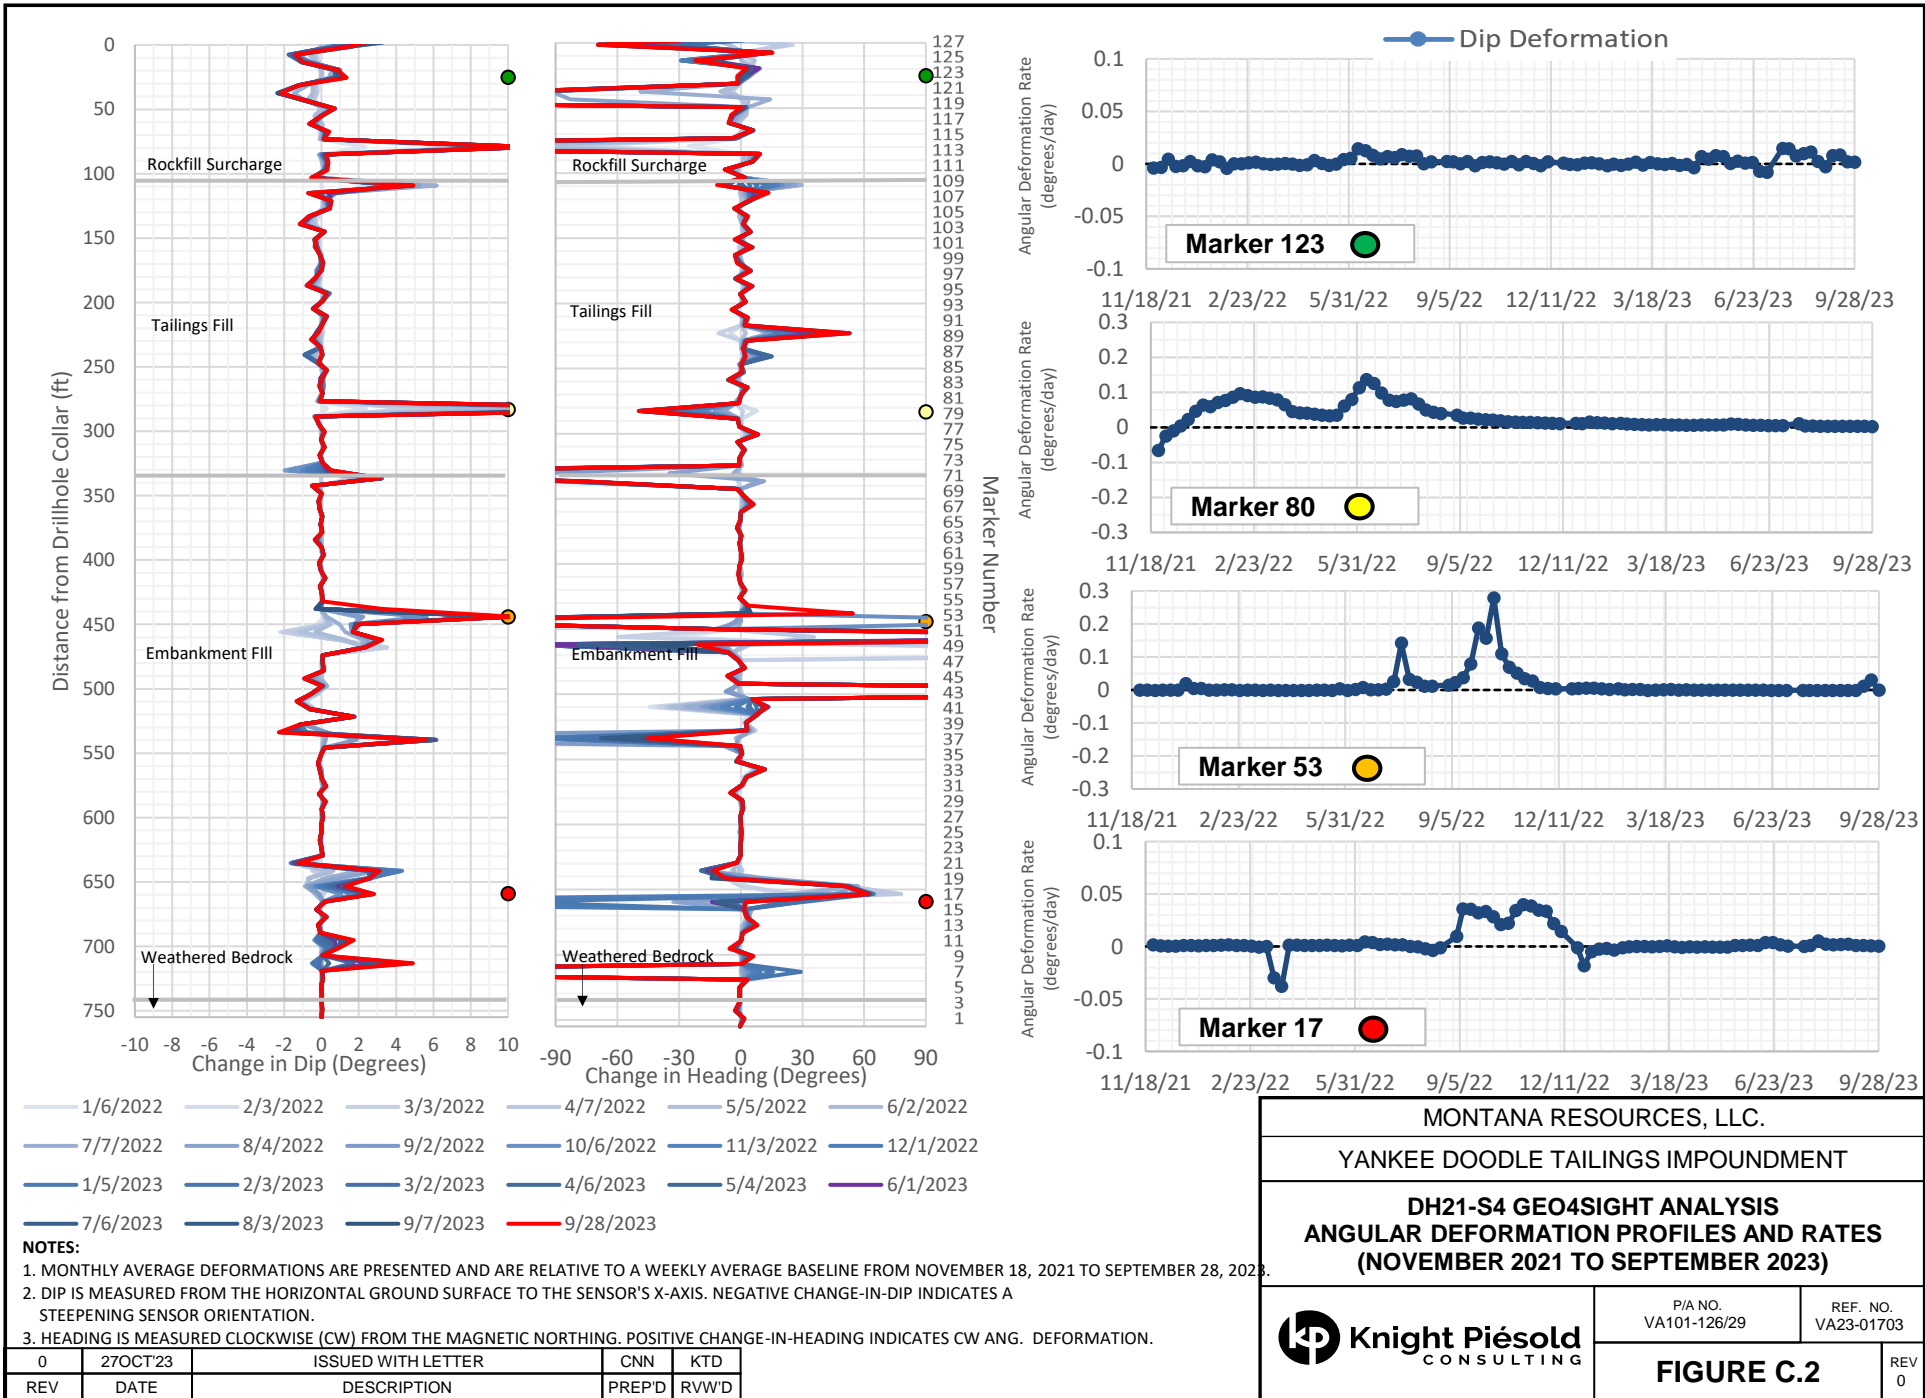 0
50
100
150
200
250
300
350
400
450
500
550
600
650
700
750
Distance from Drillhole Collar (ft)
Rockfill Surcharge
Tailings Fill
Embankment FIll
Weathered Bedrock
-10 -8 -6 -4 -2 0 2 4 6 8 10
Change in Dip (Degrees)
Rockfill Surcharge
Tailings Fill
Embankment FIll
Weathered Bedrock
-90 -60 -30 0 30 60 90
Change in Heading (Degrees)
127
125
123
121
119
117
115
113
111
109
107
105
103
101
99
97
95
93
91
89
87
85
83
81
79
77
75
73
71
69
67
65
63
61
59
57
55
53
51
49
47
45
43
41
39
37
35
33
31
29
27
25
23
21
19
17
15
13
11
9
7
5
3
1
Marker Number
Dip Deformation
Angular Deformation Rate
(degrees/day)
0.1
0.05
0
-0.05
-0.1
Marker 123
11/18/21 2/23/22 5/31/22 9/5/22 12/11/22 3/18/23 6/23/23 9/28/23
Angular Deformation Rate
(degrees/day)
0.3
0.2
0.1
0
-0.1
-0.2
-0.3
Marker 80
11/18/21 2/23/22 5/31/22 9/5/22 12/11/22 3/18/23 6/23/23 9/28/23
Angular Deformation Rate
(degrees/day)
0.3
0.2
0.1
0
-0.1
-0.2
-0.3
Marker 53
11/18/21 2/23/22 5/31/22 9/5/22 12/11/22 3/18/23 6/23/23 9/28/23
Angular Deformation Rate
(degrees/day)
0.1
0.05
0
-0.05
-0.1
Marker 17
11/18/21 2/23/22 5/31/22 9/5/22 12/11/22 3/18/23 6/23/23 9/28/23
1/6/2022 2/3/2022 3/3/2022 4/7/2022 5/5/2022 6/2/2022
7/7/2022 8/4/2022 9/2/2022 10/6/2022 11/3/2022 12/1/2022
1/5/2023 2/3/2023 3/2/2023 4/6/2023 5/4/2023 6/1/2023
7/6/2023 8/3/2023 9/7/2023 9/28/2023
NOTES:
1. MONTHLY AVERAGE DEFORMATIONS ARE PRESENTED AND ARE RELATIVE TO A WEEKLY AVERAGE BASELINE FROM NOVEMBER 18, 2021 TO SEPTEMBER 28, 2023.
2. DIP IS MEASURED FROM THE HORIZONTAL GROUND SURFACE TO THE SENSOR'S X-AXIS. NEGATIVE CHANGE-IN-DIP INDICATES A
STEEPENING SENSOR ORIENTATION.
3. HEADING IS MEASURED CLOCKWISE (CW) FROM THE MAGNETIC NORTHING. POSITIVE CHANGE-IN-HEADING INDICATES CW ANG. DEFORMATION.
0 27OCT'23 ISSUED WITH LETTER CNN KTD
REV DATE DESCRIPTION PREP'D RVW'D
MONTANA RESOURCES, LLC.
YANKEE DOODLE TAILINGS IMPOUNDMENT
DH21-S4 GEO4SIGHT ANALYSIS
ANGULAR DEFORMATION PROFILES AND RATES
(NOVEMBER 2021 TO SEPTEMBER 2023)
kp Knight Piésold
CONSULTING
P/A NO.
VA101-126/29
REF. NO.
VA23-01703
FIGURE C.2
REV
0